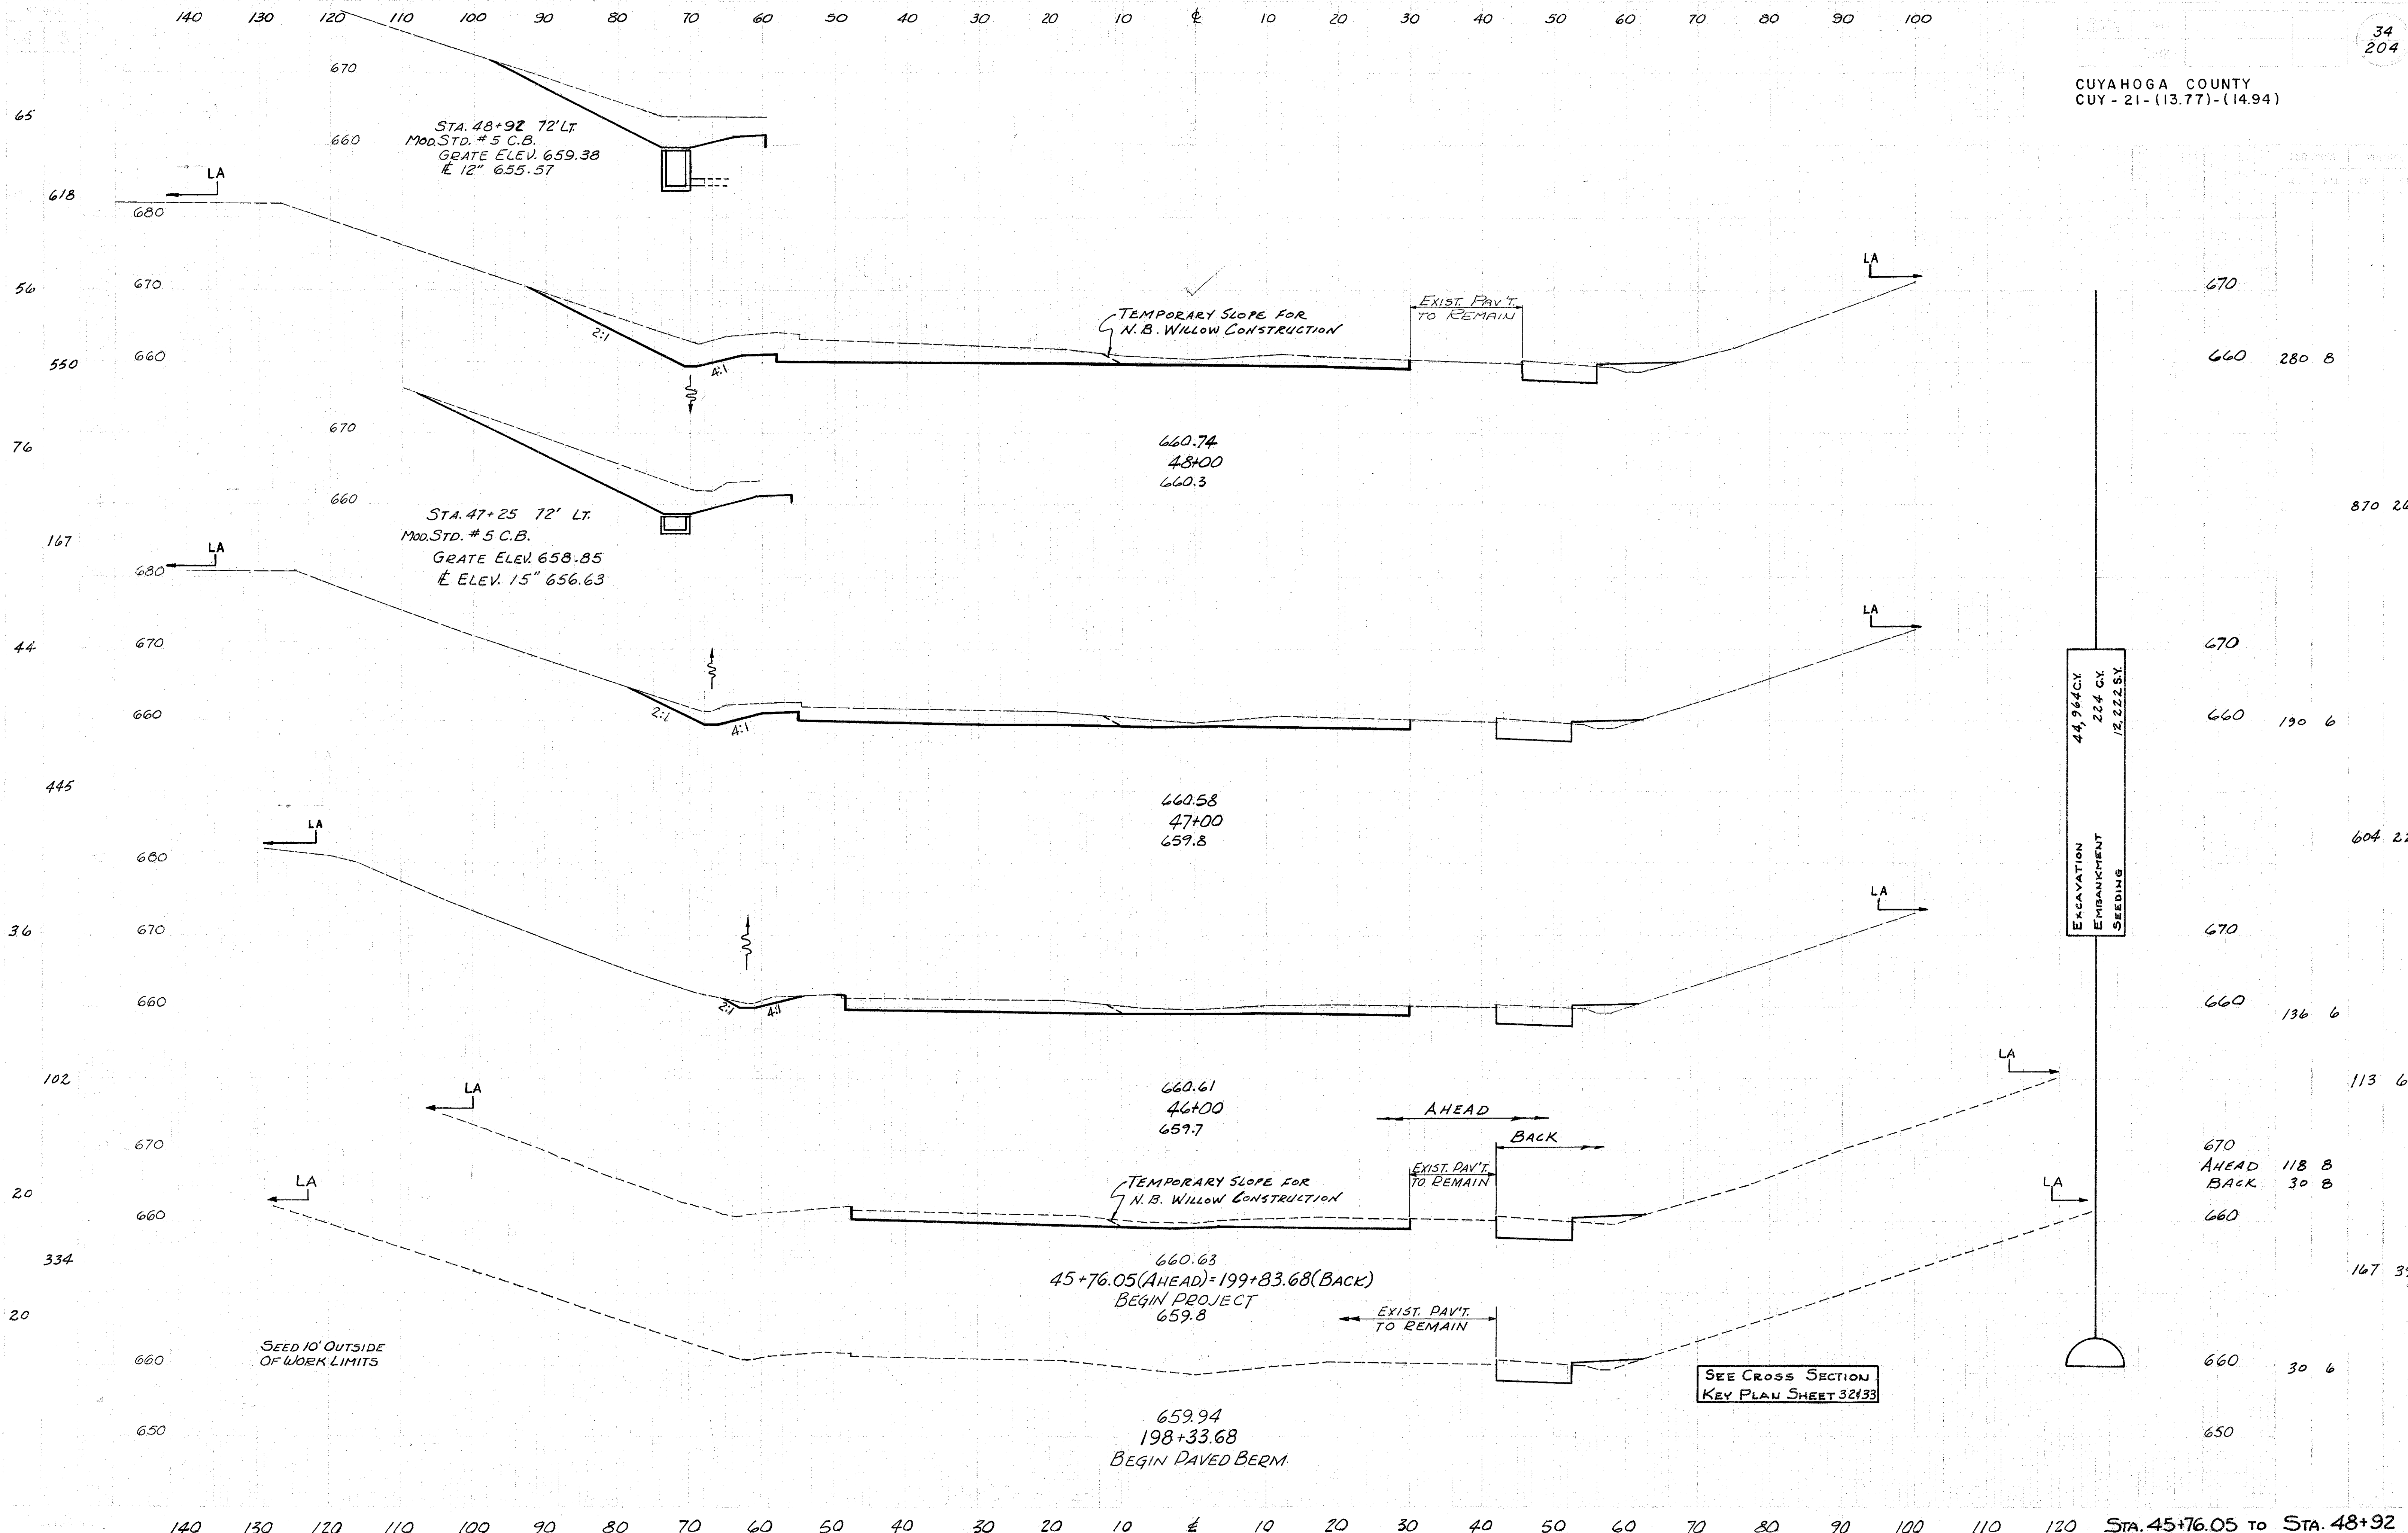 140 130 120 110 100 90 80 70 60 50 40 30 20 10 ℄ 10 20 30 40 50 60 70 80 90 100
34
204
CUYAHOGA COUNTY
CUY - 21 - (13.77) - (14.94)
670
65
STA. 48+92 72' LT.
660
MOD. STD. #5 C.B.
GRATE ELEV. 659.38
℄ 12" 655.57
LA
618
680
LA
56
670
670
TEMPORARY SLOPE FOR
N.B. WILLOW CONSTRUCTION
EXIST. PAV'T.
TO REMAIN
2:1
550
660
4:1
660 280 8
670
76
660.74
48+00
660.3
660
STA. 47+25 72' LT.
MOD. STD. #5 C.B.
GRATE ELEV. 658.85
℄ ELEV. 15" 656.63
870 26
167
LA
680
LA
44
670
670
2:1
4:1
660
660 190 6
EXCAVATION 44,964 C.Y.
EMBANKMENT 224 C.Y.
SEEDING 12,222 S.Y.
445
660.58
47+00
659.8
LA
680
604 22
LA
36
670
670
2:1
4:1
660
660 136 6
102
LA
660.61
46+00
659.7
AHEAD
BACK
LA
113 6
670
670
EXIST. PAV'T.
TO REMAIN
AHEAD 118 8
BACK 30 8
20
LA
TEMPORARY SLOPE FOR
N.B. WILLOW CONSTRUCTION
LA
660
660
334
660.63
45+76.05(AHEAD)=199+83.68(BACK)
BEGIN PROJECT
659.8
167 39
20
EXIST. PAV'T.
TO REMAIN
SEED 10' OUTSIDE
OF WORK LIMITS
660
660 30 6
SEE CROSS SECTION
KEY PLAN SHEET 32&33
650
659.94
198+33.68
BEGIN PAVED BERM
650
140 130 120 110 100 90 80 70 60 50 40 30 20 10 ℄ 10 20 30 40 50 60 70 80 90 100 110 120 STA. 45+76.05 TO STA. 48+92